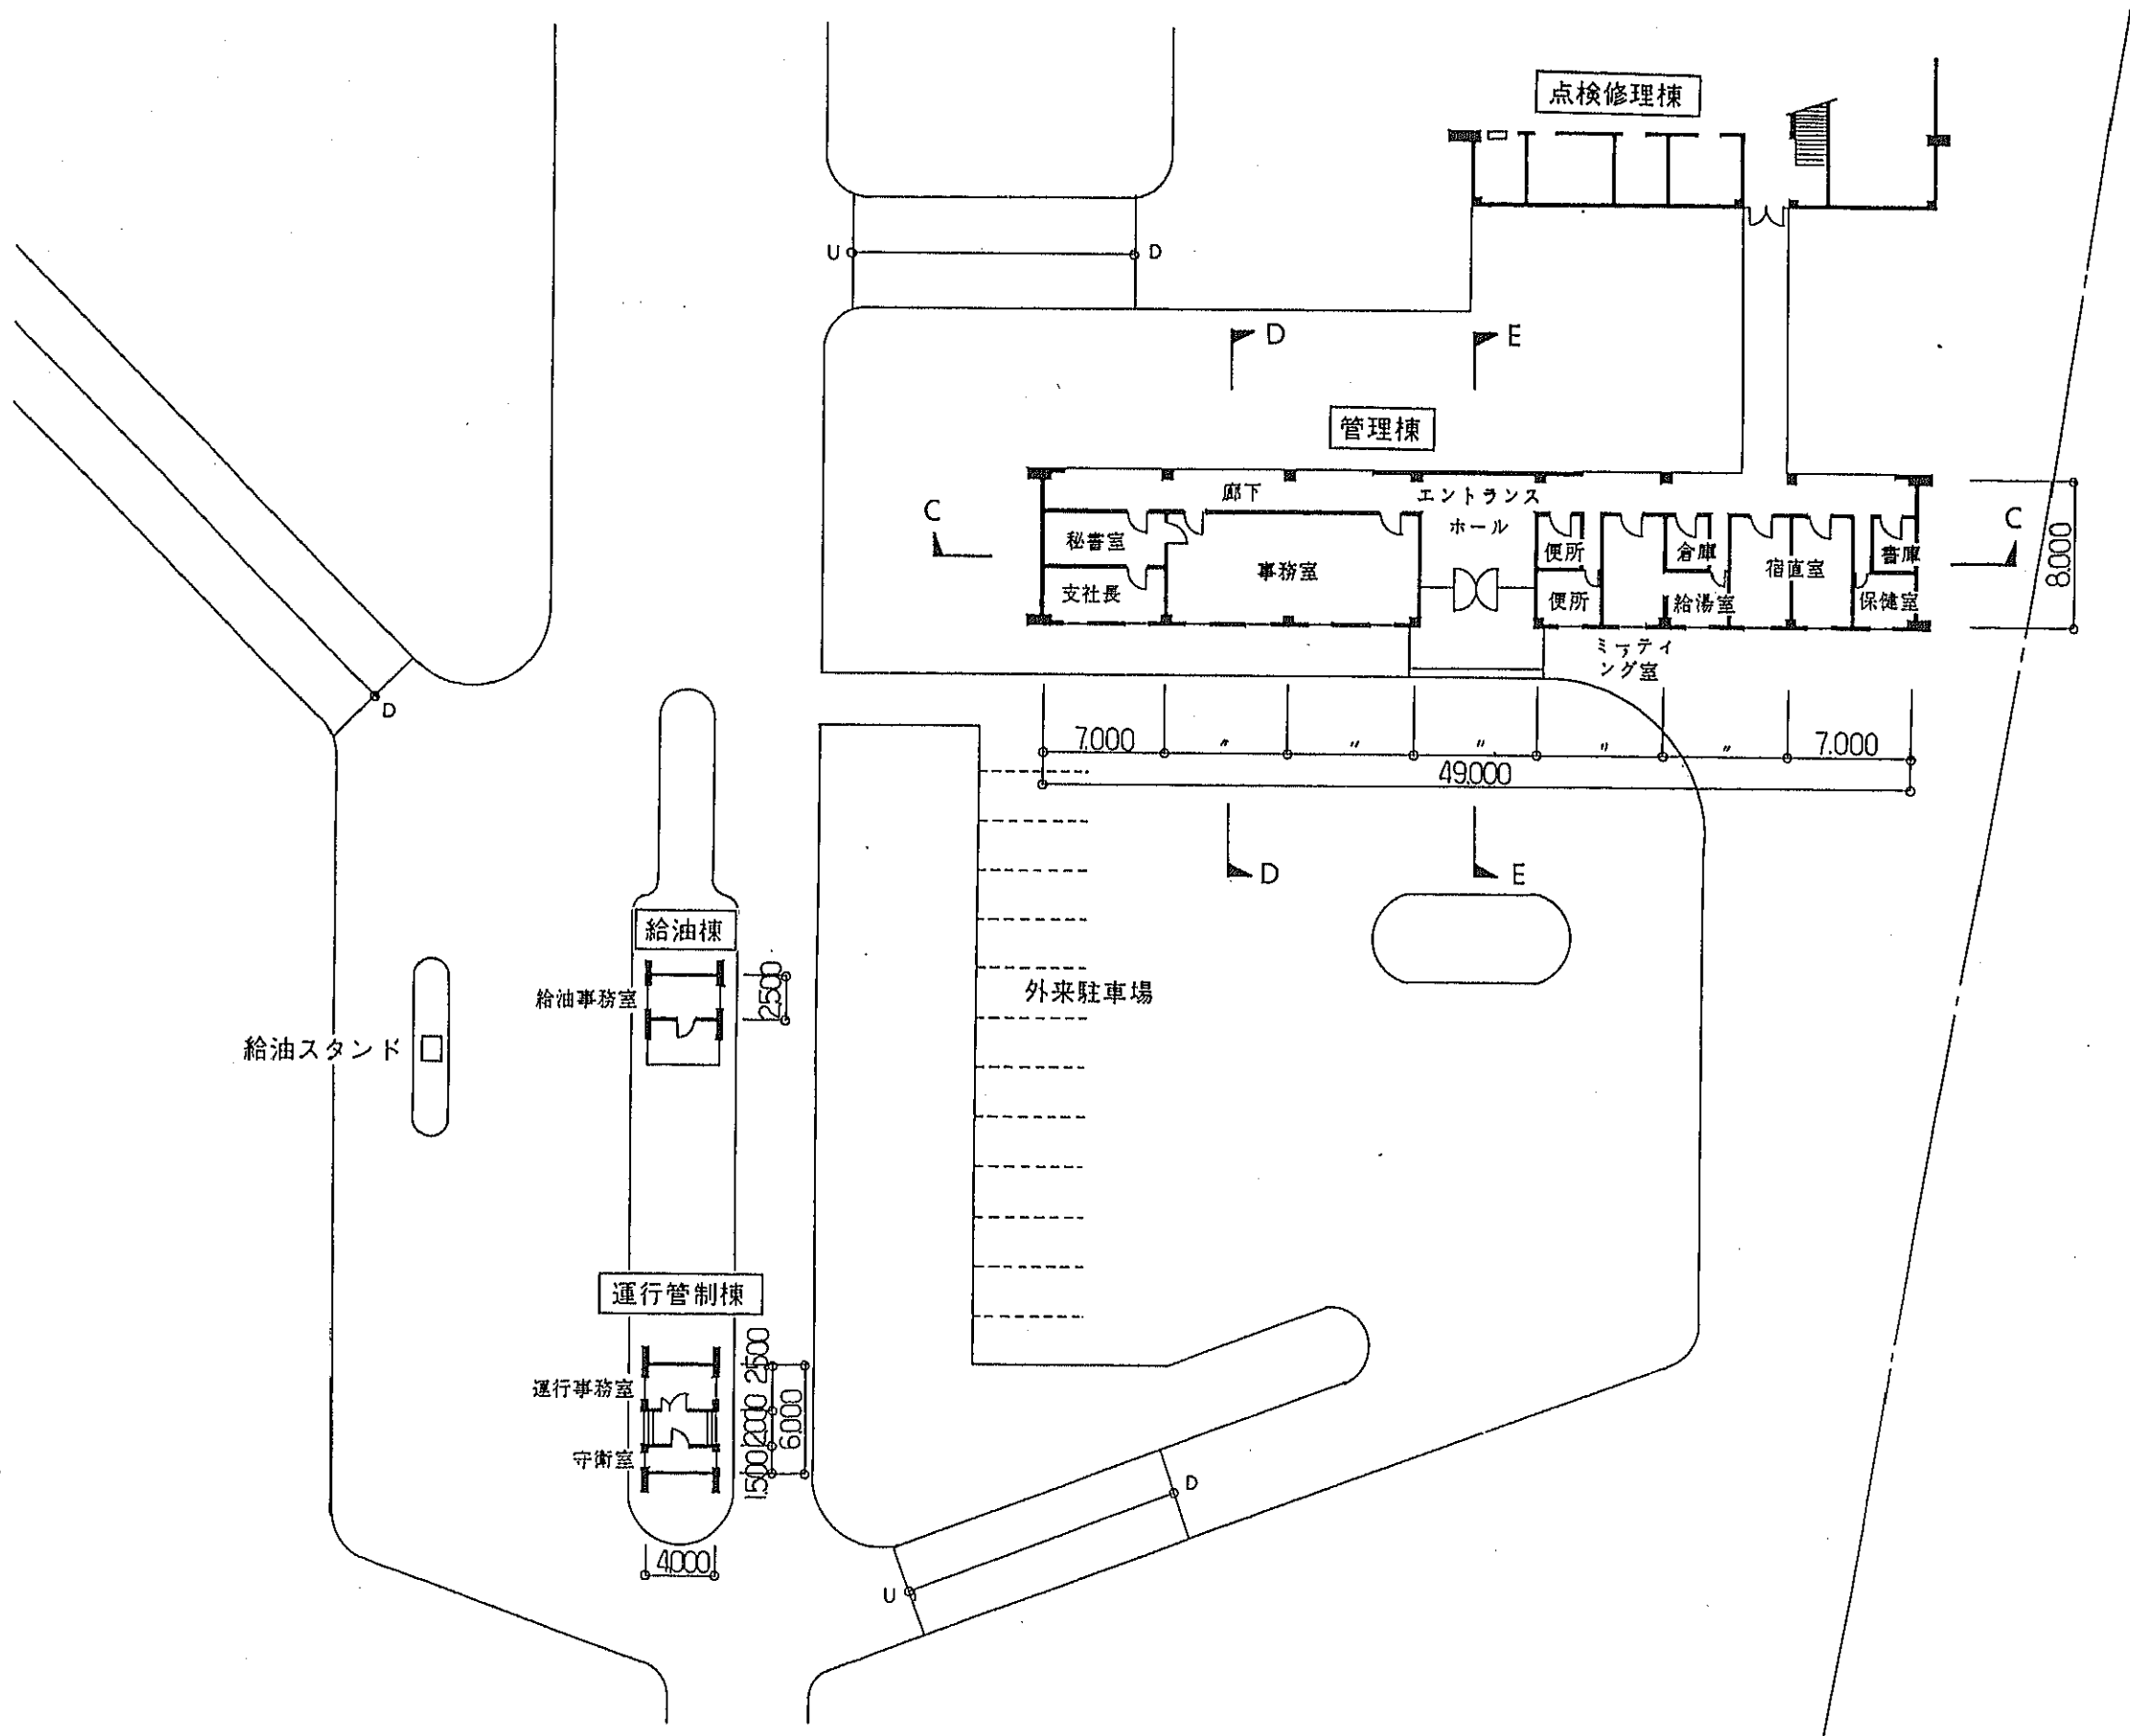 点検修理棟
U
D
D
E
管理棟
C
廊下
エントランス
ホール
C
秘書室
便所
倉庫
書庫
事務室
宿直室
支社長
便所
給湯室
保健室
8.000
ミーティ
ング室
D
7.000
〃
〃
〃
〃
〃
7.000
49.000
D
E
給油棟
給油事務室
2.500
外来駐車場
給油スタンド
運行管制棟
2.500
運行事務室
2.000
6.000
守衛室
1.500
D
4.000
U